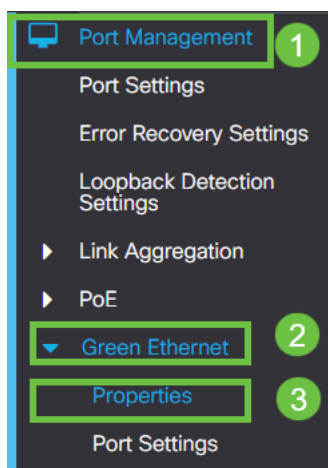 Port Management
1
Port Settings
Error Recovery Settings
Loopback Detection
Settings
Link Aggregation
PoE
Green Ethernet
2
Properties
3
Port Settings